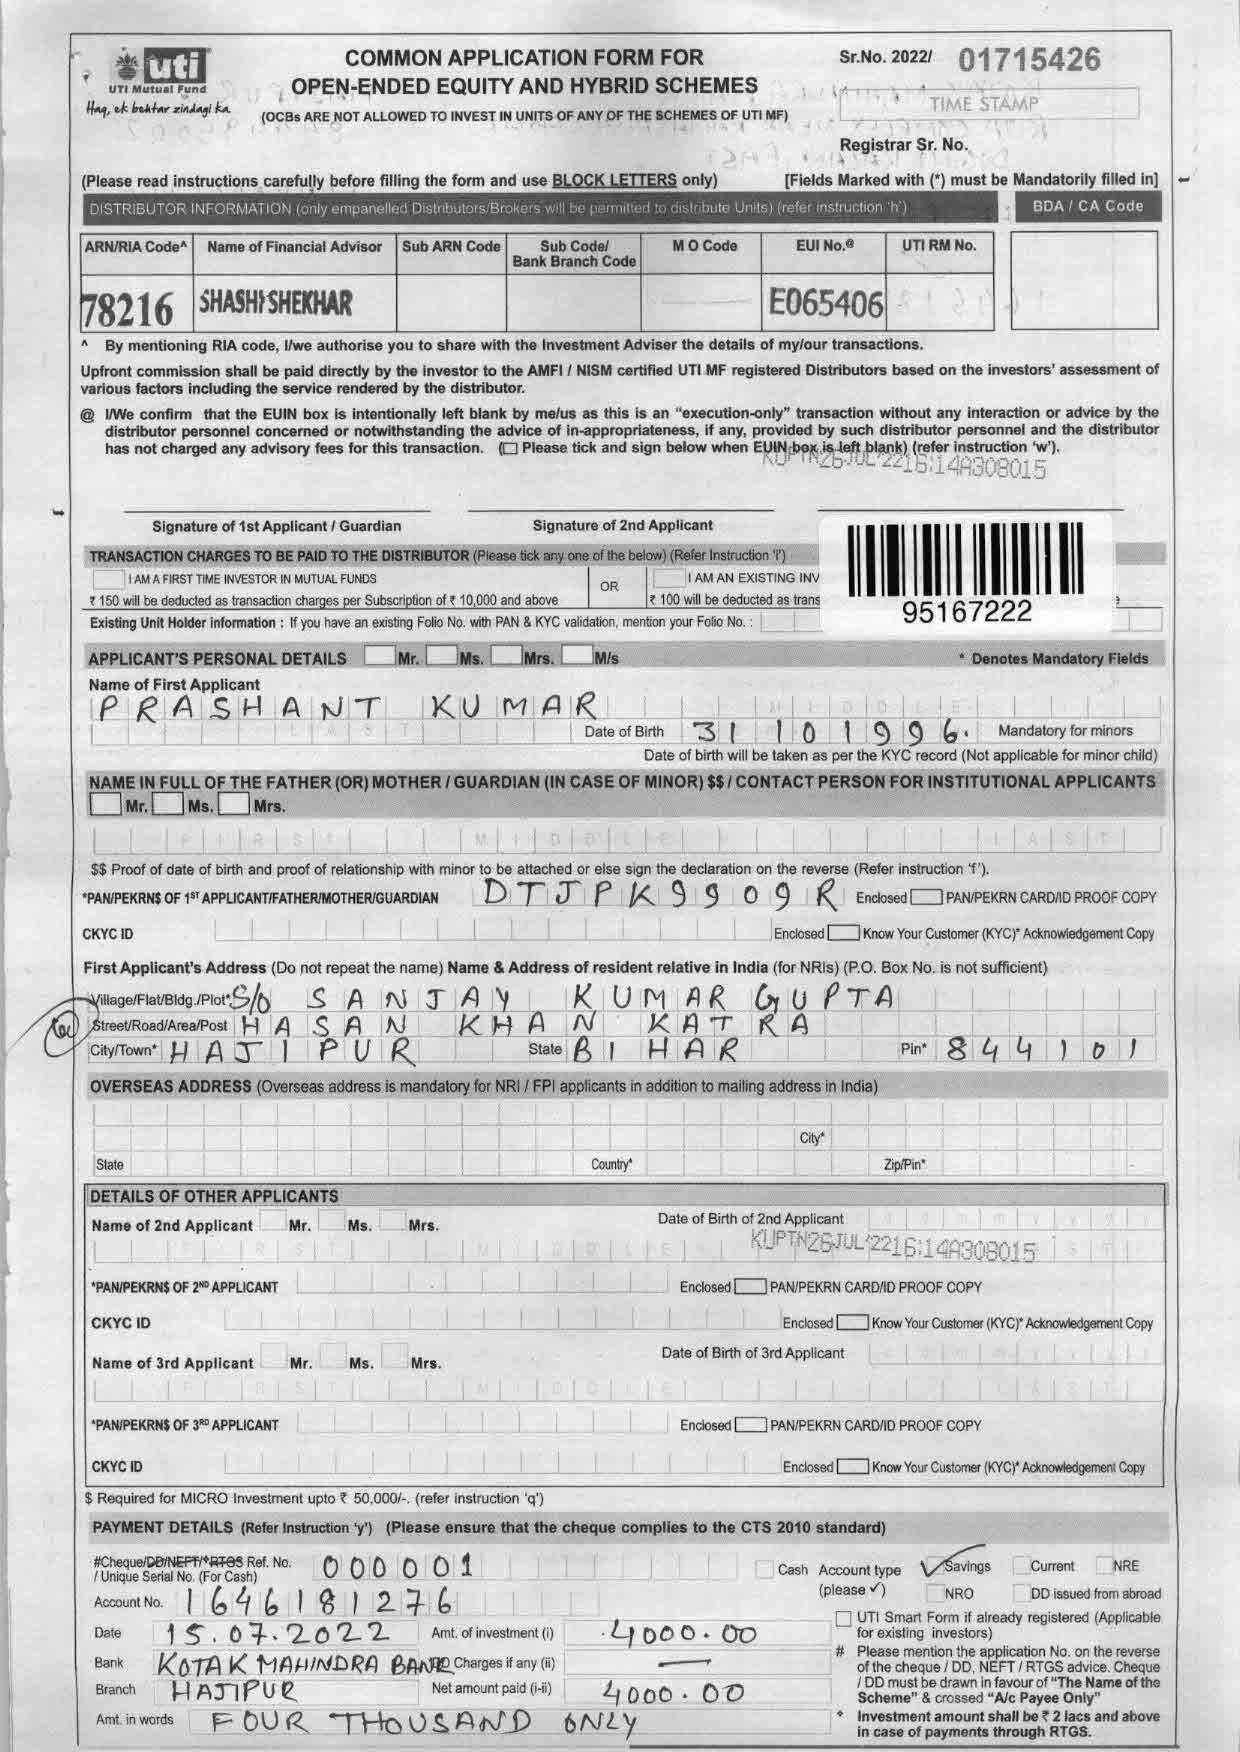 uti
UTI Mutual Fund
Haq, ek behtar zindagi ka
COMMON APPLICATION FORM FOR
OPEN-ENDED EQUITY AND HYBRID SCHEMES
(OCBs ARE NOT ALLOWED TO INVEST IN UNITS OF ANY OF THE SCHEMES OF UTI MF)
Sr.No. 2022/ 01715426
TIME STAMP
Registrar Sr. No.
(Please read instructions carefully before filling the form and use BLOCK LETTERS only) [Fields Marked with (*) must be Mandatorily filled in]
DISTRIBUTOR INFORMATION (only empanelled Distributors/Brokers will be permitted to distribute Units) (refer instruction 'h') BDA / CA Code
ARN/RIA Code^ Name of Financial Advisor Sub ARN Code Sub Code/ Bank Branch Code M O Code EUI No.@ UTI RM No.
78216 SHASHI SHEKHAR E065406
^ By mentioning RIA code, I/we authorise you to share with the Investment Adviser the details of my/our transactions.
Upfront commission shall be paid directly by the investor to the AMFI / NISM certified UTI MF registered Distributors based on the investors' assessment of
various factors including the service rendered by the distributor.
@ I/We confirm that the EUIN box is intentionally left blank by me/us as this is an "execution-only" transaction without any interaction or advice by the
distributor personnel concerned or notwithstanding the advice of in-appropriateness, if any, provided by such distributor personnel and the distributor
has not charged any advisory fees for this transaction. (☐ Please tick and sign below when EUIN box is left blank) (refer instruction 'w').
KUPTN26JUL'2216:14A308015
Signature of 1st Applicant / Guardian Signature of 2nd Applicant
TRANSACTION CHARGES TO BE PAID TO THE DISTRIBUTOR (Please tick any one of the below) (Refer Instruction 'i')
I AM A FIRST TIME INVESTOR IN MUTUAL FUNDS OR I AM AN EXISTING INV
₹ 150 will be deducted as transaction charges per Subscription of ₹ 10,000 and above ₹ 100 will be deducted as trans
95167222
Existing Unit Holder information : If you have an existing Folio No. with PAN & KYC validation, mention your Folio No. :
APPLICANT'S PERSONAL DETAILS Mr. Ms. Mrs. M/s * Denotes Mandatory Fields
Name of First Applicant
PRASHANT KUMAR MIDDLE
LAST Date of Birth 31101996. Mandatory for minors
Date of birth will be taken as per the KYC record (Not applicable for minor child)
NAME IN FULL OF THE FATHER (OR) MOTHER / GUARDIAN (IN CASE OF MINOR) $$ / CONTACT PERSON FOR INSTITUTIONAL APPLICANTS
Mr. Ms. Mrs.
FIRST MIDDLE LAST
$$ Proof of date of birth and proof of relationship with minor to be attached or else sign the declaration on the reverse (Refer instruction 'f').
*PAN/PEKRN$ OF 1ST APPLICANT/FATHER/MOTHER/GUARDIAN DTJPK9909R Enclosed PAN/PEKRN CARD/ID PROOF COPY
CKYC ID Enclosed Know Your Customer (KYC)* Acknowledgement Copy
First Applicant's Address (Do not repeat the name) Name & Address of resident relative in India (for NRIs) (P.O. Box No. is not sufficient)
Village/Flat/Bldg./Plot* S/o SANJAY KUMAR GUPTA
Street/Road/Area/Post HASAN KHAN KATRA
City/Town* HAJIPUR State BIHAR Pin* 844101
OVERSEAS ADDRESS (Overseas address is mandatory for NRI / FPI applicants in addition to mailing address in India)
City*
State Country* Zip/Pin*
DETAILS OF OTHER APPLICANTS
Name of 2nd Applicant Mr. Ms. Mrs. Date of Birth of 2nd Applicant d d m m y y y y
FIRST MIDDLE KUPTN26JUL'2216:14A308015 ST
*PAN/PEKRN$ OF 2ND APPLICANT Enclosed PAN/PEKRN CARD/ID PROOF COPY
CKYC ID Enclosed Know Your Customer (KYC)* Acknowledgement Copy
Name of 3rd Applicant Mr. Ms. Mrs. Date of Birth of 3rd Applicant d d m m y y y y
FIRST MIDDLE LAST
*PAN/PEKRN$ OF 3RD APPLICANT Enclosed PAN/PEKRN CARD/ID PROOF COPY
CKYC ID Enclosed Know Your Customer (KYC)* Acknowledgement Copy
$ Required for MICRO Investment upto ₹ 50,000/-. (refer instruction 'q')
PAYMENT DETAILS (Refer Instruction 'y') (Please ensure that the cheque complies to the CTS 2010 standard)
#Cheque/DD/NEFT/*RTGS Ref. No. / Unique Serial No. (For Cash) 000001 Cash Account type (please ✓) ✓ Savings Current NRE
NRO DD issued from abroad
Account No. 1646181276
Date 15.07.2022 Amt. of investment (i) 4000.00
UTI Smart Form if already registered (Applicable for existing investors)
Bank KOTAK MAHINDRA BANK DD Charges if any (ii) —
Branch HAJIPUR Net amount paid (i-ii) 4000.00
Amt. in words FOUR THOUSAND ONLY
# Please mention the application No. on the reverse
of the cheque / DD, NEFT / RTGS advice. Cheque
/ DD must be drawn in favour of "The Name of the
Scheme" & crossed "A/c Payee Only"
* Investment amount shall be ₹ 2 lacs and above
in case of payments through RTGS.